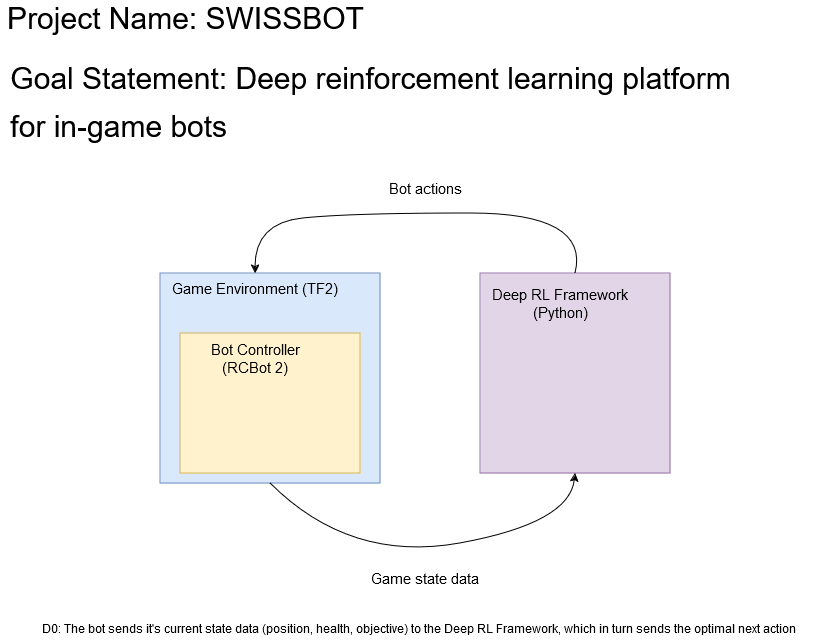 Project Name: SWISSBOT
Goal Statement: Deep reinforcement learning platform
for in-game bots
Bot actions
Game Environment (TF2)
Deep RL Framework
(Python)
Bot Controller
(RCBot 2)
Game state data
D0: The bot sends it's current state data (position, health, objective) to the Deep RL Framework, which in turn sends the optimal next action